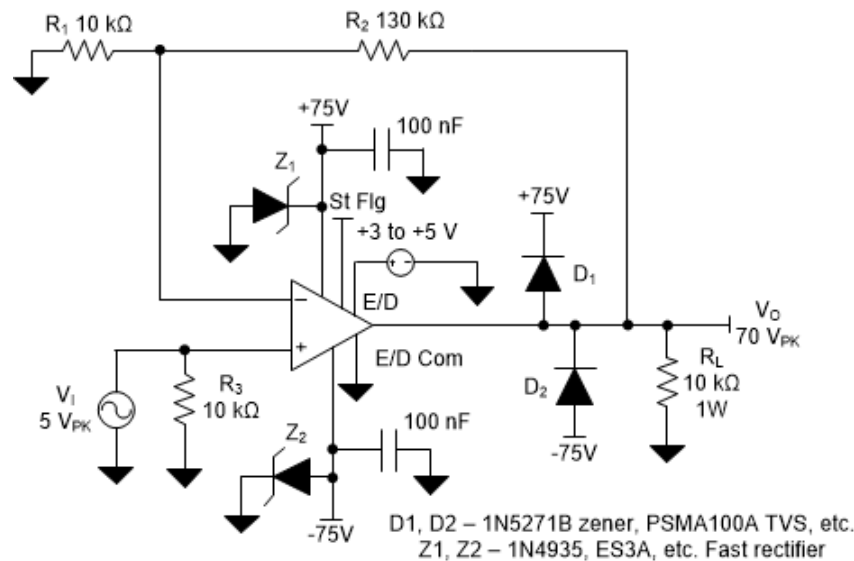 R1 10 kΩ
R2 130 kΩ
+75V
100 nF
Z1
St Flg
+3 to +5 V
+75V
E/D
D1
−
+
+ -
VO
70 VPK
E/D Com
VI
5 VPK
R3
10 kΩ
D2
RL
10 kΩ
1W
Z2
100 nF
-75V
-75V
D1, D2 – 1N5271B zener, PSMA100A TVS, etc.
Z1, Z2 – 1N4935, ES3A, etc. Fast rectifier